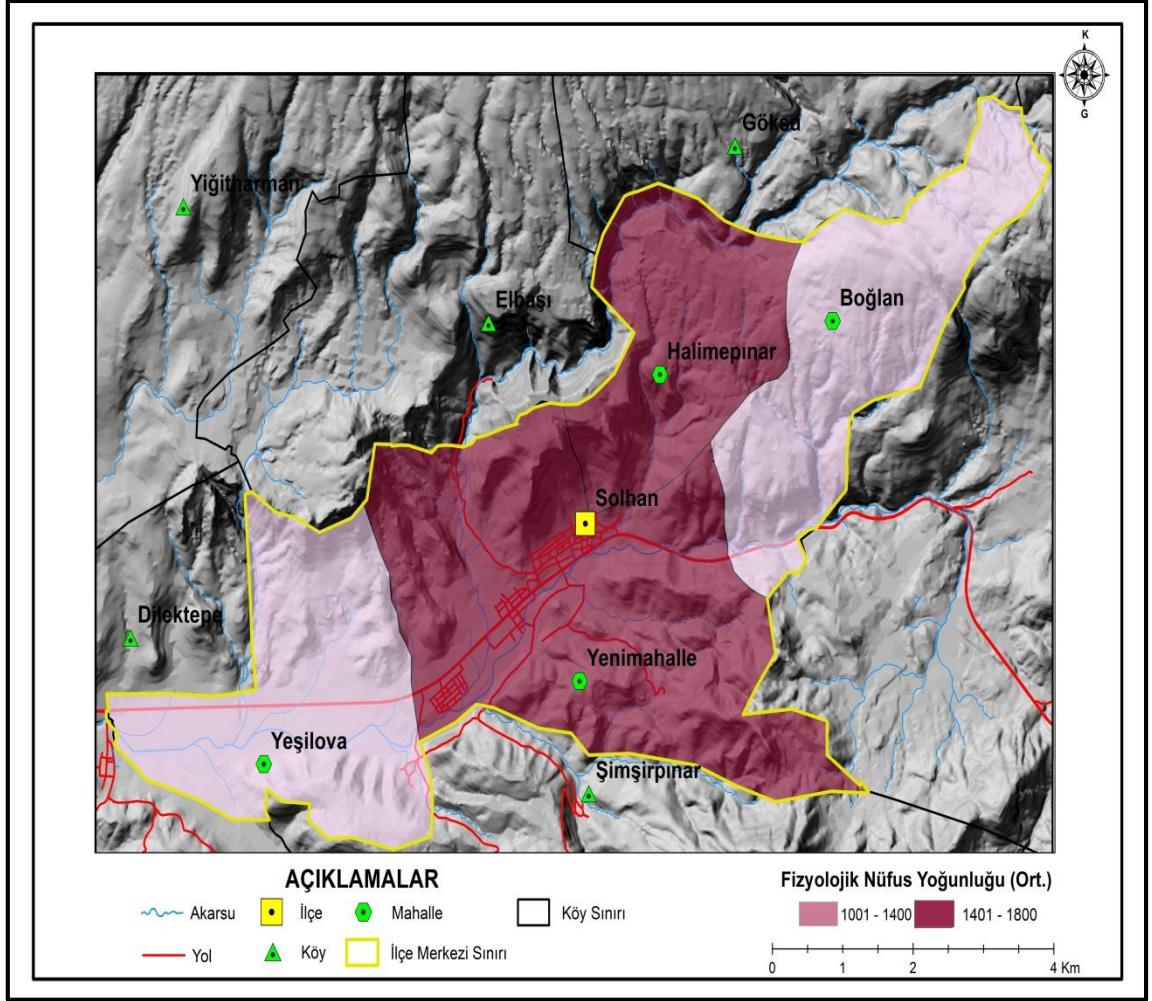 K
G
Göksu
Yiğitharman
Elbaşı
Boğlan
Halimepınar
Solhan
Dilektepe
Yenimahalle
Yeşilova
Şimşirpınar
AÇIKLAMALAR
Akarsu
İlçe
Mahalle
Köy Sınırı
Yol
Köy
İlçe Merkezi Sınırı
Fizyolojik Nüfus Yoğunluğu (Ort.)
1001 - 1400
1401 - 1800
0 1 2 4 Km